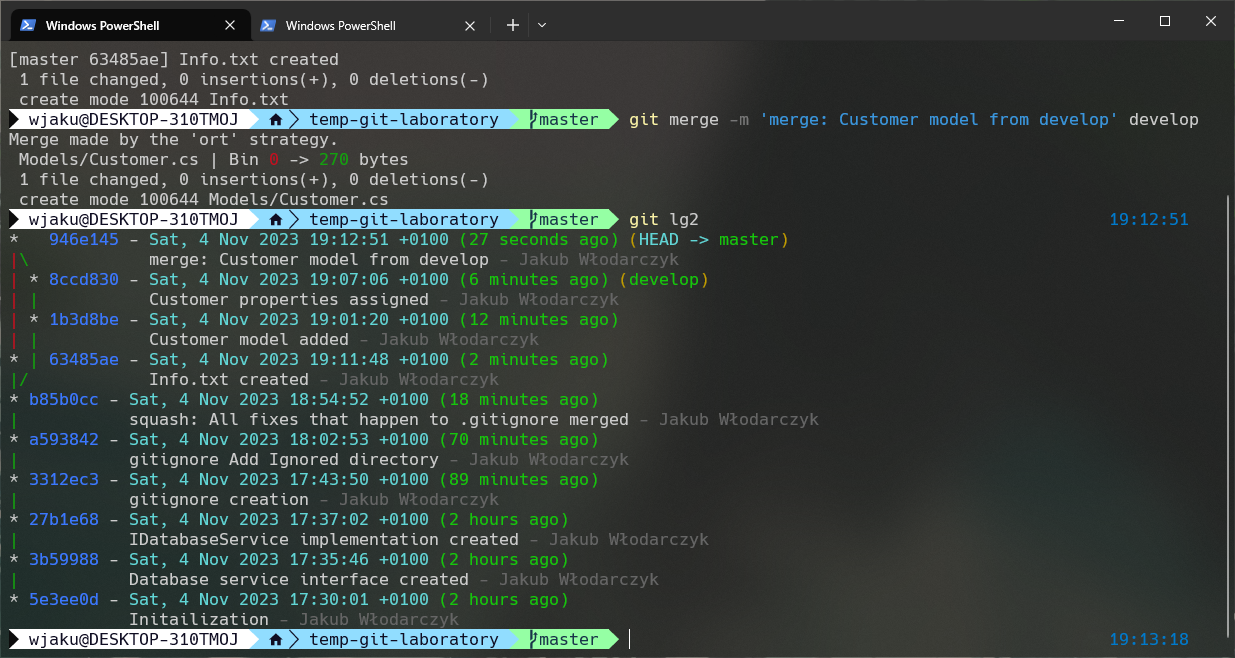 Windows PowerShell
Windows PowerShell
[master 63485ae] Info.txt created
1 file changed, 0 insertions(+), 0 deletions(-)
create mode 100644 Info.txt
wjaku@DESKTOP-310TMOJ temp-git-laboratory master git merge -m 'merge: Customer model from develop' develop
Merge made by the 'ort' strategy.
Models/Customer.cs | Bin 0 -> 270 bytes
1 file changed, 0 insertions(+), 0 deletions(-)
create mode 100644 Models/Customer.cs
wjaku@DESKTOP-310TMOJ temp-git-laboratory master git lg2 19:12:51
*   946e145 - Sat, 4 Nov 2023 19:12:51 +0100 (27 seconds ago) (HEAD -> master)
|\            merge: Customer model from develop - Jakub Włodarczyk
| * 8ccd830 - Sat, 4 Nov 2023 19:07:06 +0100 (6 minutes ago) (develop)
| |           Customer properties assigned - Jakub Włodarczyk
| * 1b3d8be - Sat, 4 Nov 2023 19:01:20 +0100 (12 minutes ago)
| |           Customer model added - Jakub Włodarczyk
* | 63485ae - Sat, 4 Nov 2023 19:11:48 +0100 (2 minutes ago)
|/            Info.txt created - Jakub Włodarczyk
* b85b0cc - Sat, 4 Nov 2023 18:54:52 +0100 (18 minutes ago)
|           squash: All fixes that happen to .gitignore merged - Jakub Włodarczyk
* a593842 - Sat, 4 Nov 2023 18:02:53 +0100 (70 minutes ago)
|           gitignore Add Ignored directory - Jakub Włodarczyk
* 3312ec3 - Sat, 4 Nov 2023 17:43:50 +0100 (89 minutes ago)
|           gitignore creation - Jakub Włodarczyk
* 27b1e68 - Sat, 4 Nov 2023 17:37:02 +0100 (2 hours ago)
|           IDatabaseService implementation created - Jakub Włodarczyk
* 3b59988 - Sat, 4 Nov 2023 17:35:46 +0100 (2 hours ago)
|           Database service interface created - Jakub Włodarczyk
* 5e3ee0d - Sat, 4 Nov 2023 17:30:01 +0100 (2 hours ago)
            Initailization - Jakub Włodarczyk
wjaku@DESKTOP-310TMOJ temp-git-laboratory master 19:13:18